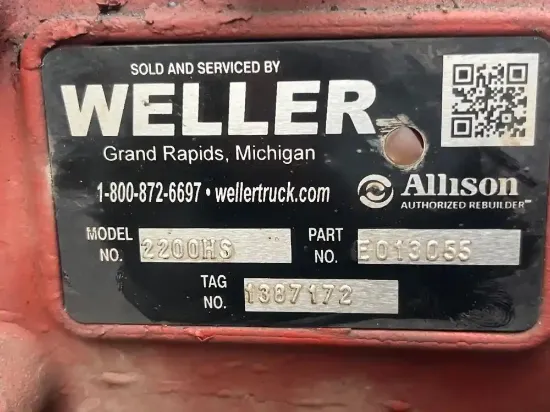 SOLD AND SERVICED BY
WELLER
Grand Rapids, Michigan
1-800-872-6697 • wellertruck.com
Allison
AUTHORIZED REBUILDER™
MODEL NO. 2200HS
PART NO. E013055
TAG NO. 1387172